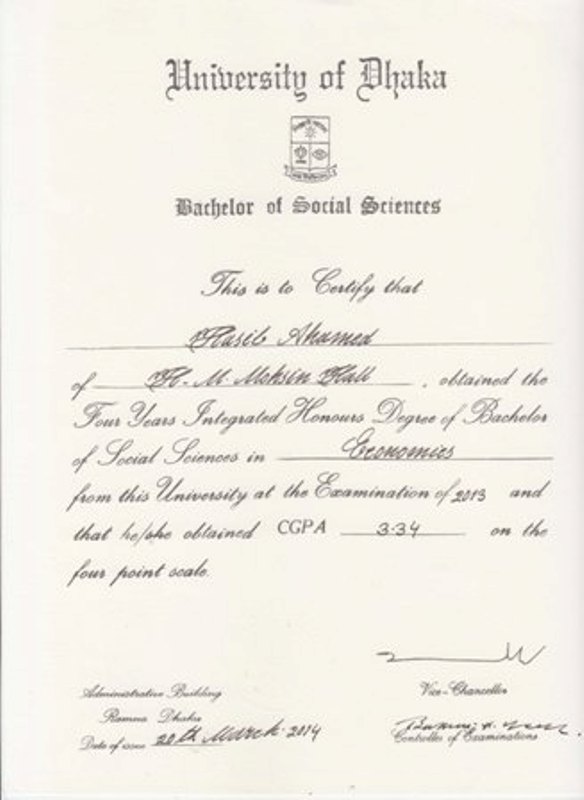 University of Dhaka
Bachelor of Social Sciences
This is to Certify that
Hasib Ahamed
of H. M. Mohsin Hall, obtained the
Four Years Integrated Honours Degree of Bachelor
of Social Sciences in Economics
from this University at the Examination of 2013 and
that he/she obtained CGPA 3.34 on the
four point scale.
Administrative Building
Ramna Dhaka
Date of issue 20th March 2014
Vice-Chancellor
Controller of Examinations